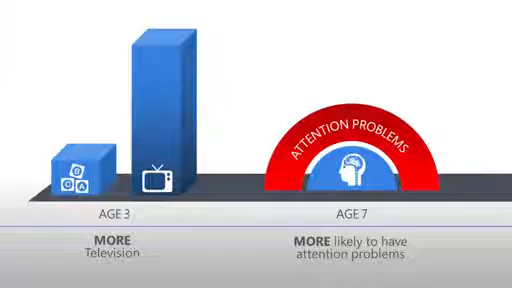 B
C A
ATTENTION PROBLEMS
AGE 3
AGE 7
MORE
Television
MORE likely to have
attention problems